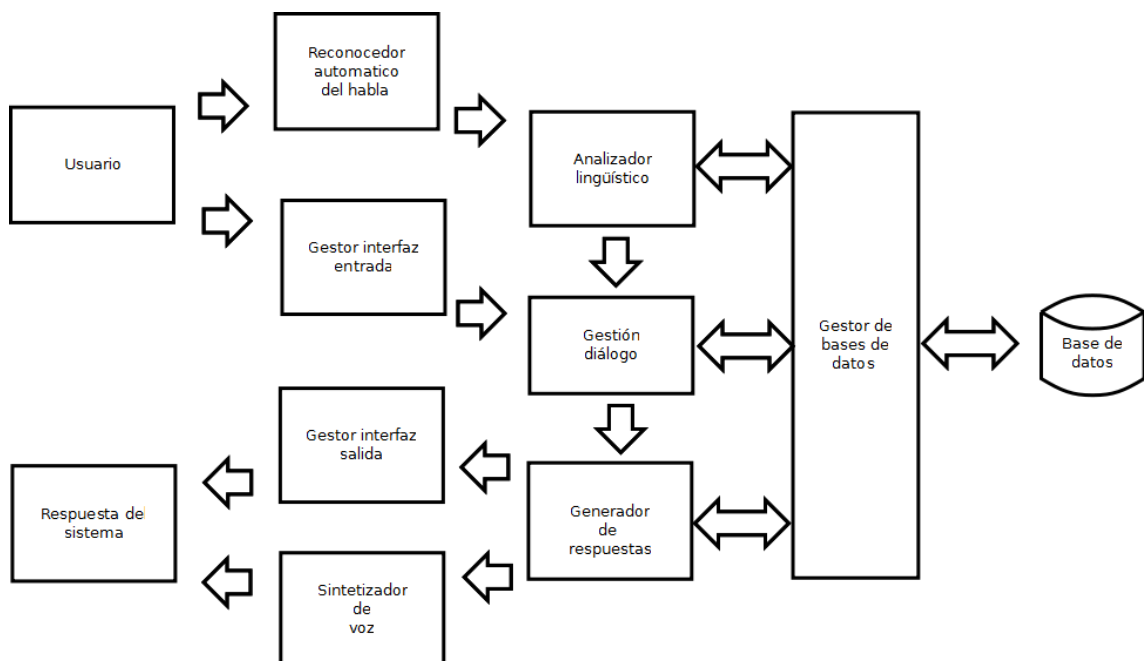 Reconocedor
automatico
del habla
Usuario
Analizador
lingüístico
Gestor interfaz
entrada
Gestión
diálogo
Gestor de
bases de
datos
Base de
datos
Gestor interfaz
salida
Respuesta del
sistema
Generador
de
respuestas
Sintetizador
de
voz